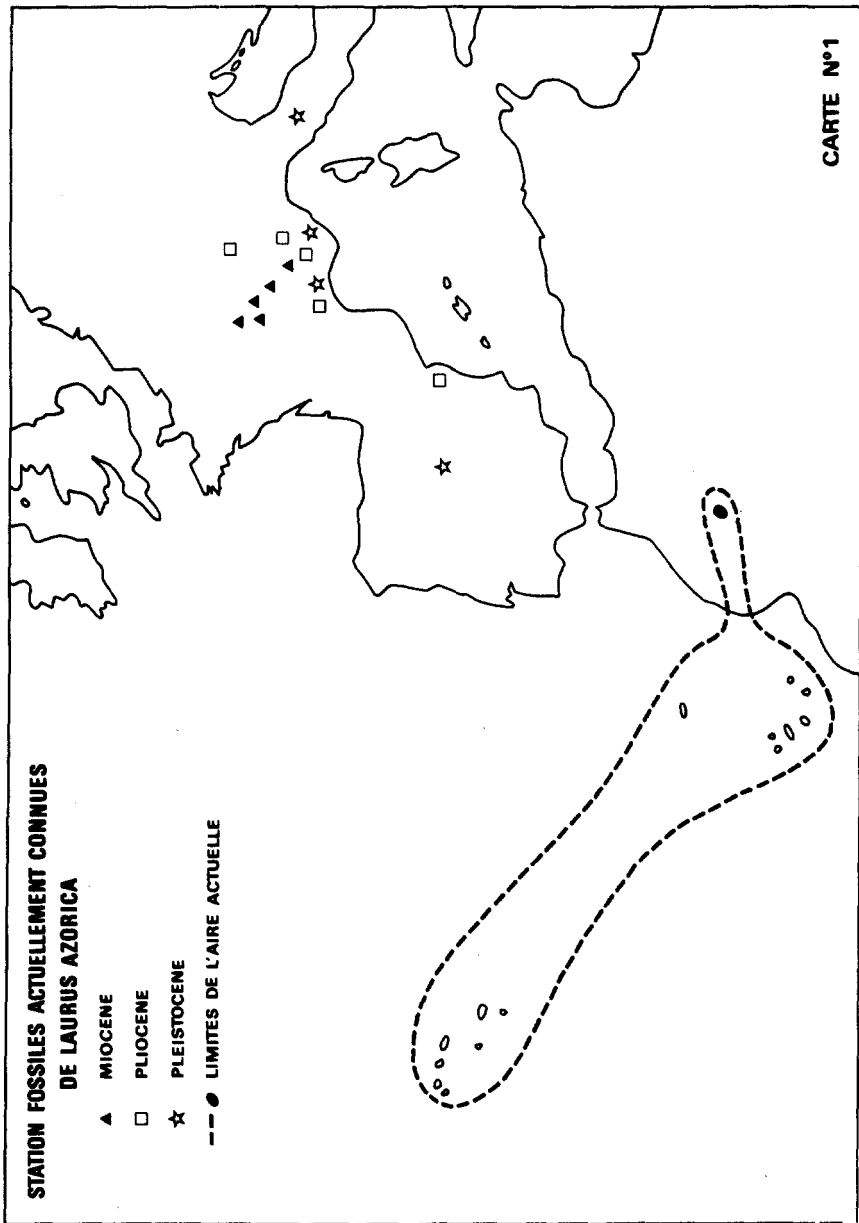 STATION FOSSILES ACTUELLEMENT CONNUES
DE LAURUS AZORICA
MIOCENE
PLIOCENE
PLEISTOCENE
LIMITES DE L'AIRE ACTUELLE
CARTE N°1